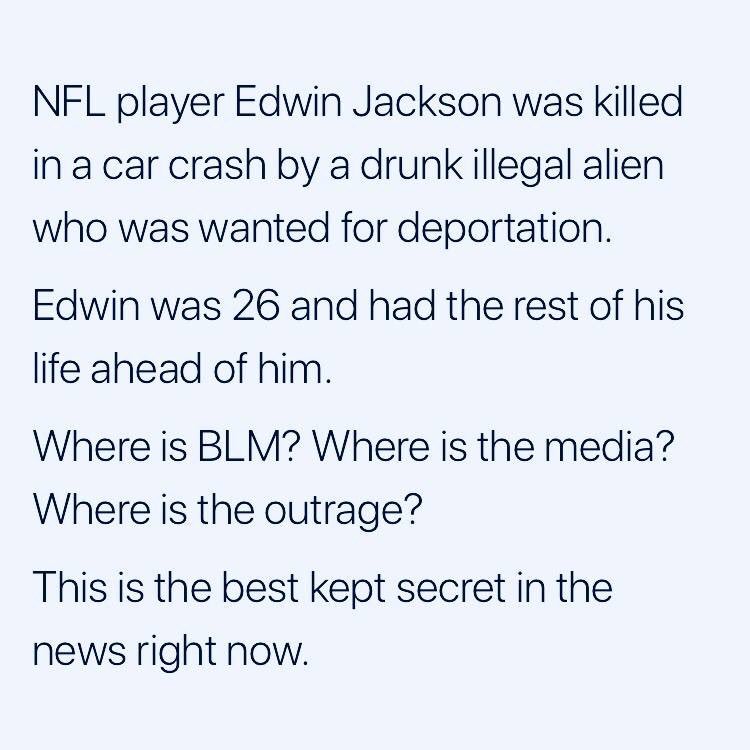 NFL player Edwin Jackson was killed
in a car crash by a drunk illegal alien
who was wanted for deportation.
Edwin was 26 and had the rest of his
life ahead of him.
Where is BLM? Where is the media?
Where is the outrage?
This is the best kept secret in the
news right now.